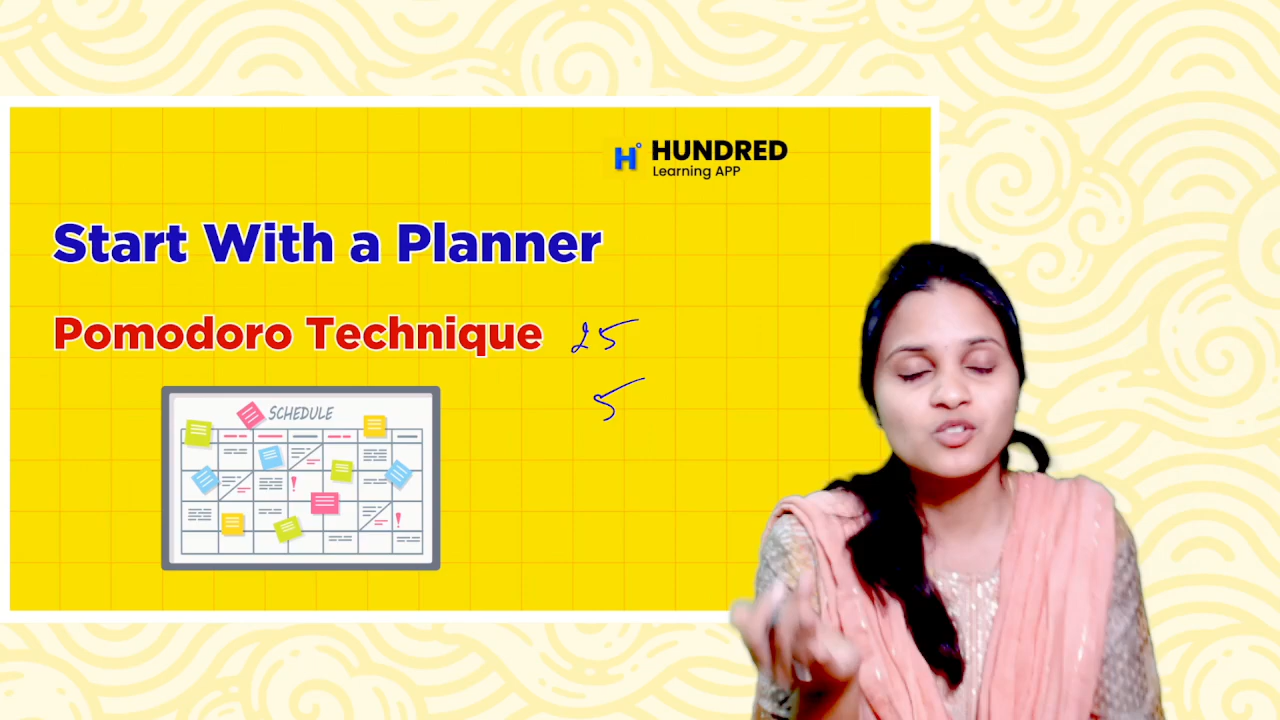 HUNDRED
Learning APP
Start With a Planner
Pomodoro Technique 25
5
SCHEDULE